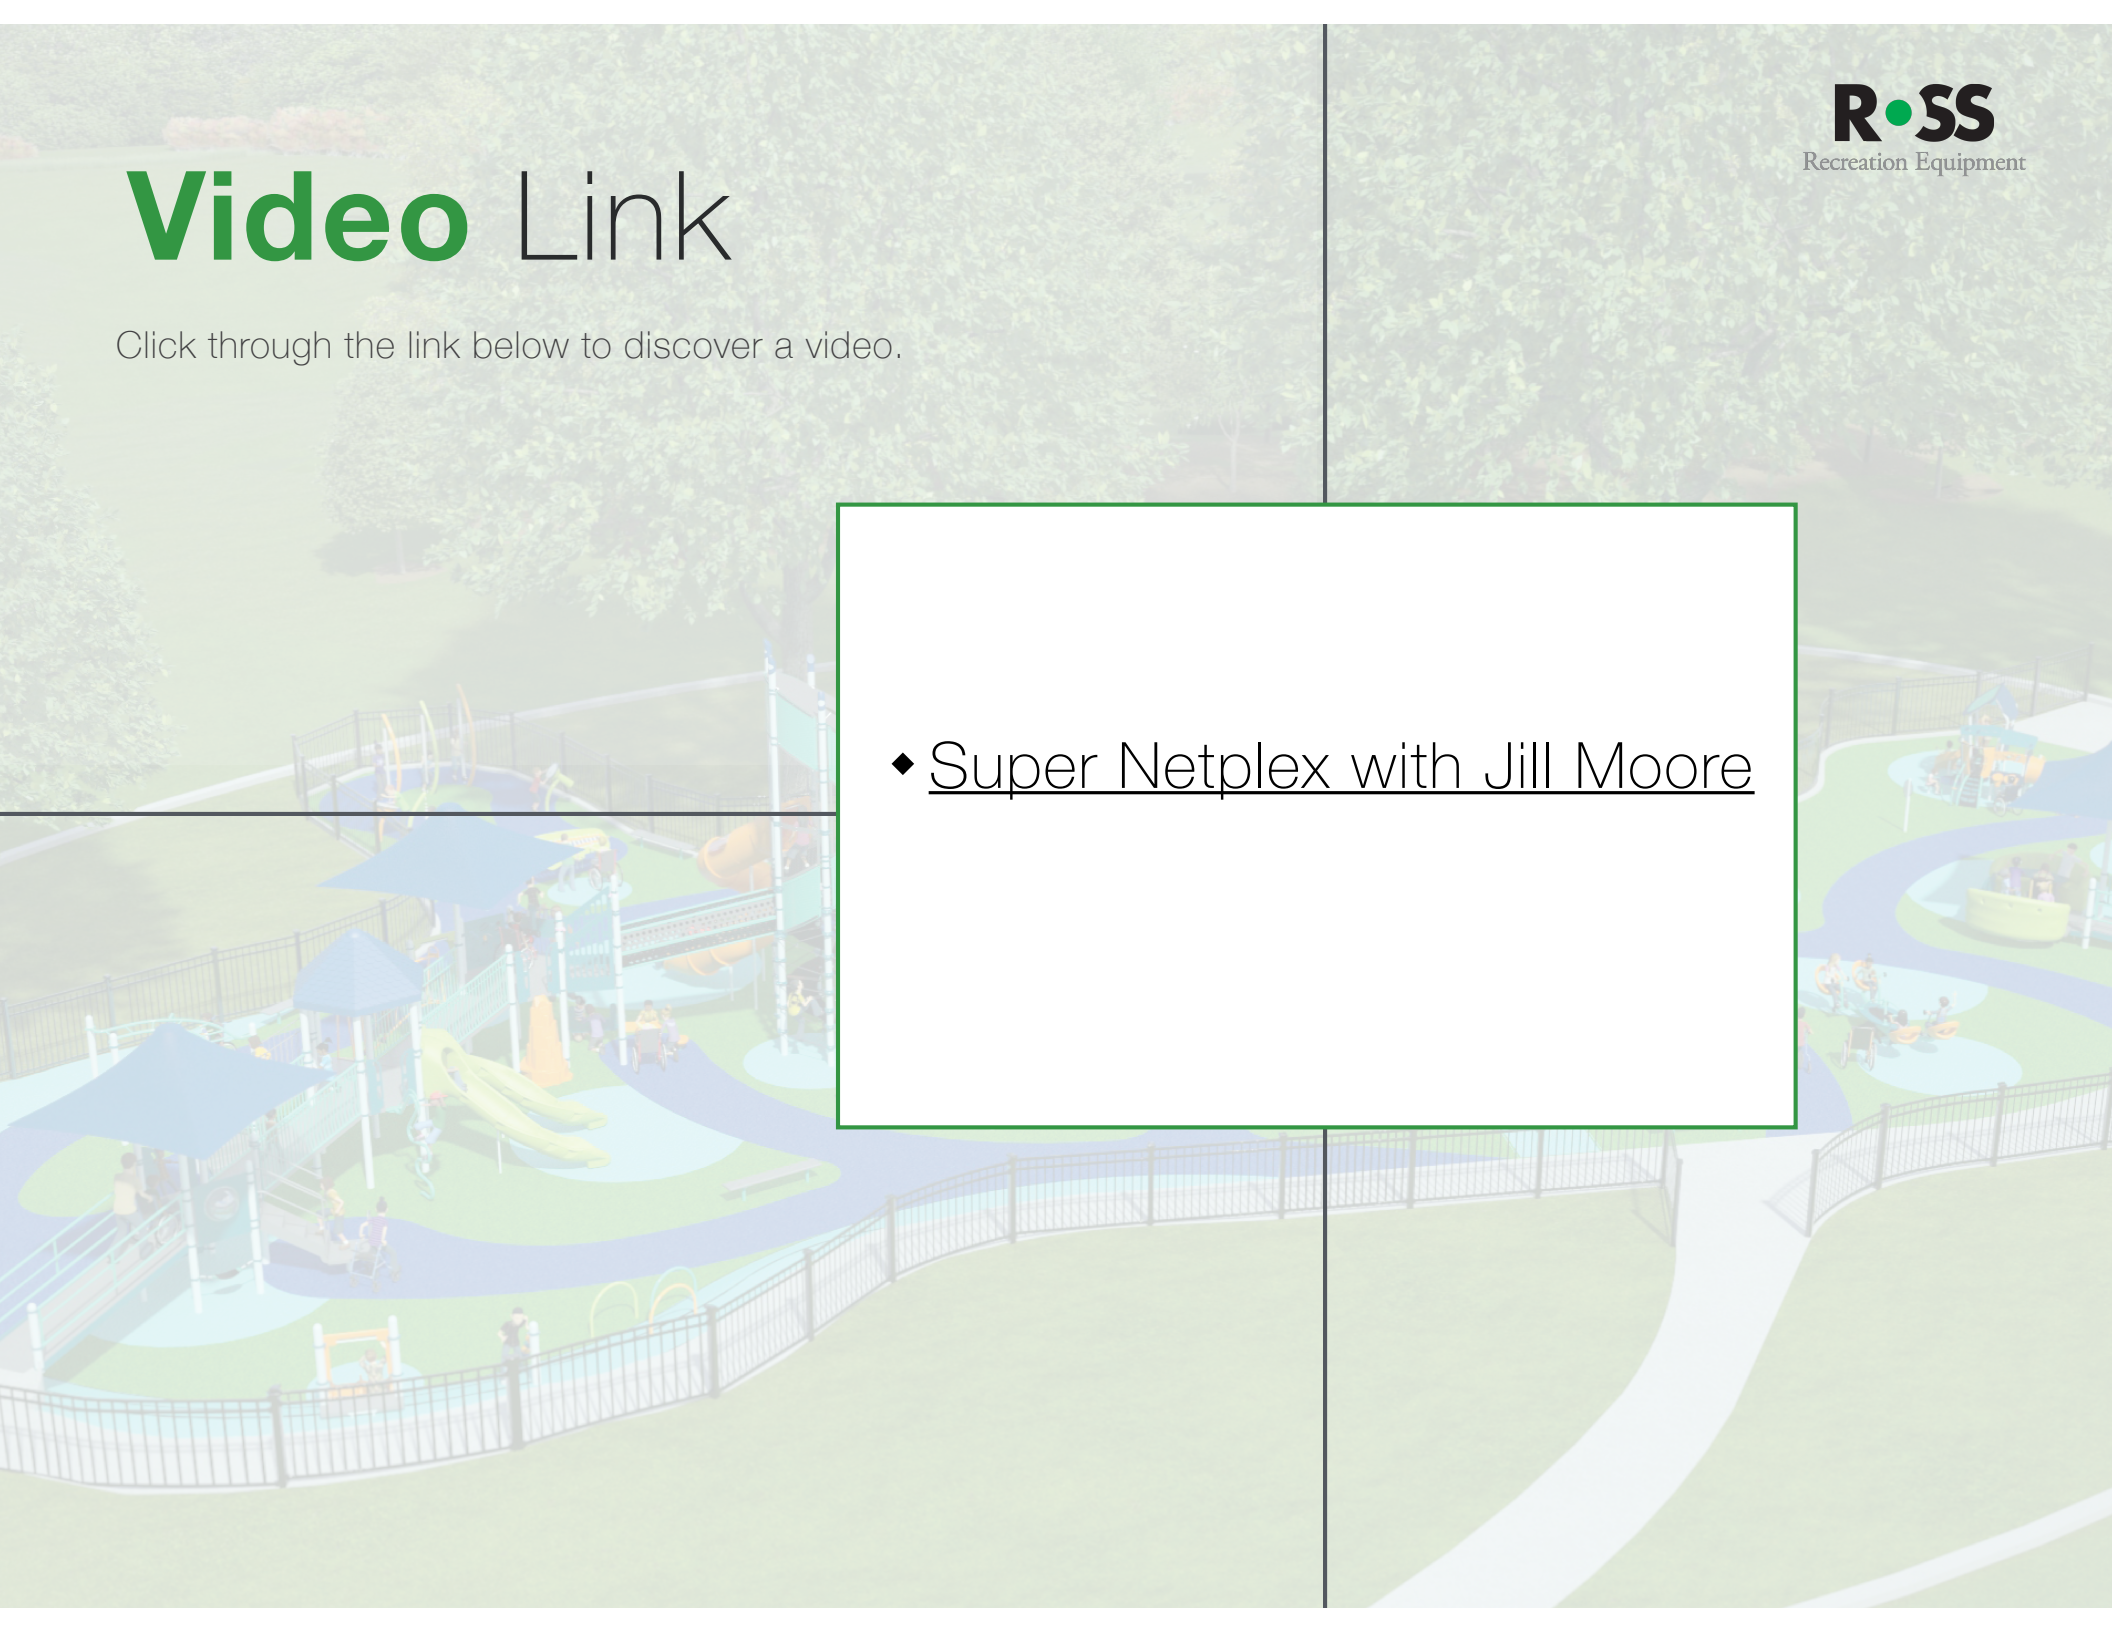 R SS
Recreation Equipment
Video Link
Click through the link below to discover a video.
◆ Super Netplex with Jill Moore